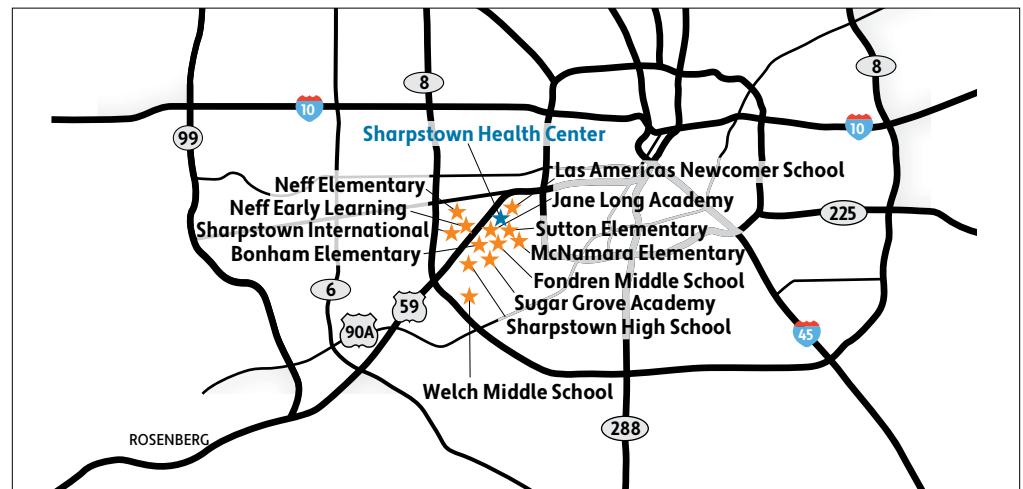 8
8
10
10
99
Sharpstown Health Center
Las Americas Newcomer School
Neff Elementary
Jane Long Academy
Neff Early Learning
225
Sharpstown International
Sutton Elementary
Bonham Elementary
McNamara Elementary
Fondren Middle School
6
Sugar Grove Academy
59
Sharpstown High School
90A
45
Welch Middle School
288
ROSENBERG